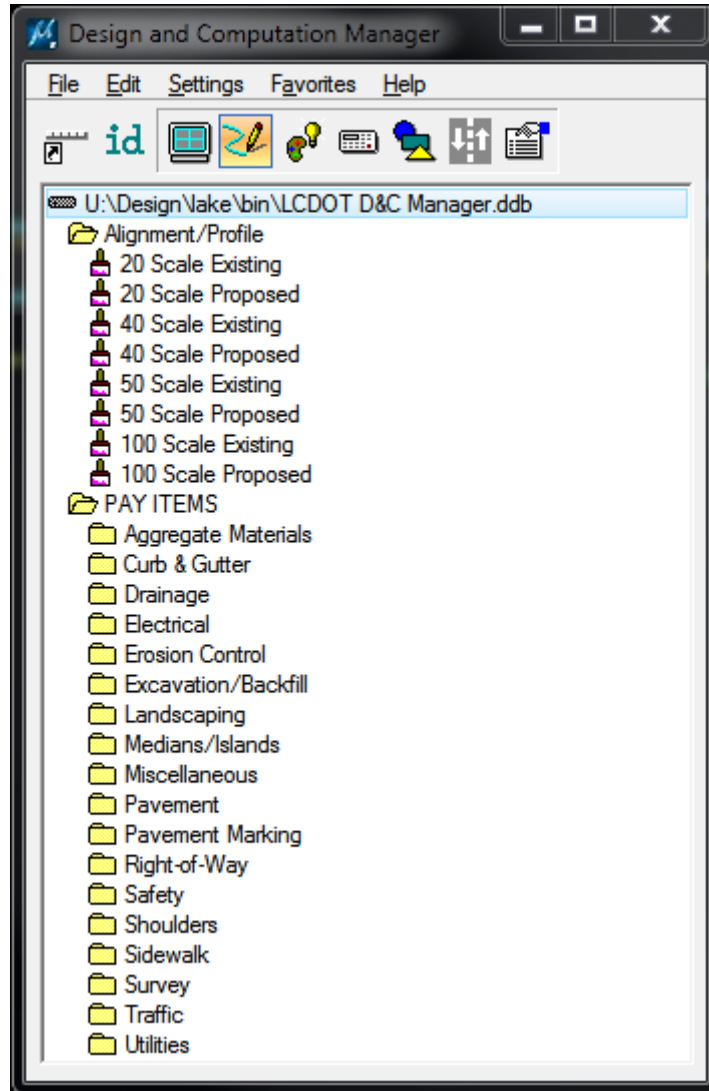 Design and Computation Manager
File Edit Settings Favorites Help
id
U:\Design\lake\bin\LCDOT D&C Manager.ddb
Alignment/Profile
20 Scale Existing
20 Scale Proposed
40 Scale Existing
40 Scale Proposed
50 Scale Existing
50 Scale Proposed
100 Scale Existing
100 Scale Proposed
PAY ITEMS
Aggregate Materials
Curb & Gutter
Drainage
Electrical
Erosion Control
Excavation/Backfill
Landscaping
Medians/Islands
Miscellaneous
Pavement
Pavement Marking
Right-of-Way
Safety
Shoulders
Sidewalk
Survey
Traffic
Utilities